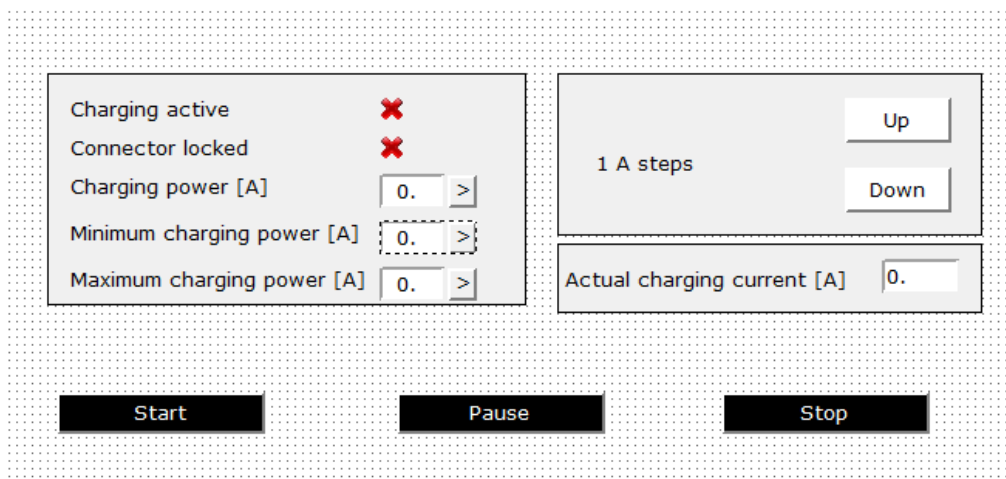 Charging active
Connector locked
Charging power [A] 0. >
Minimum charging power [A] 0. >
Maximum charging power [A] 0. >
1 A steps
Up
Down
Actual charging current [A] 0.
Start Pause Stop